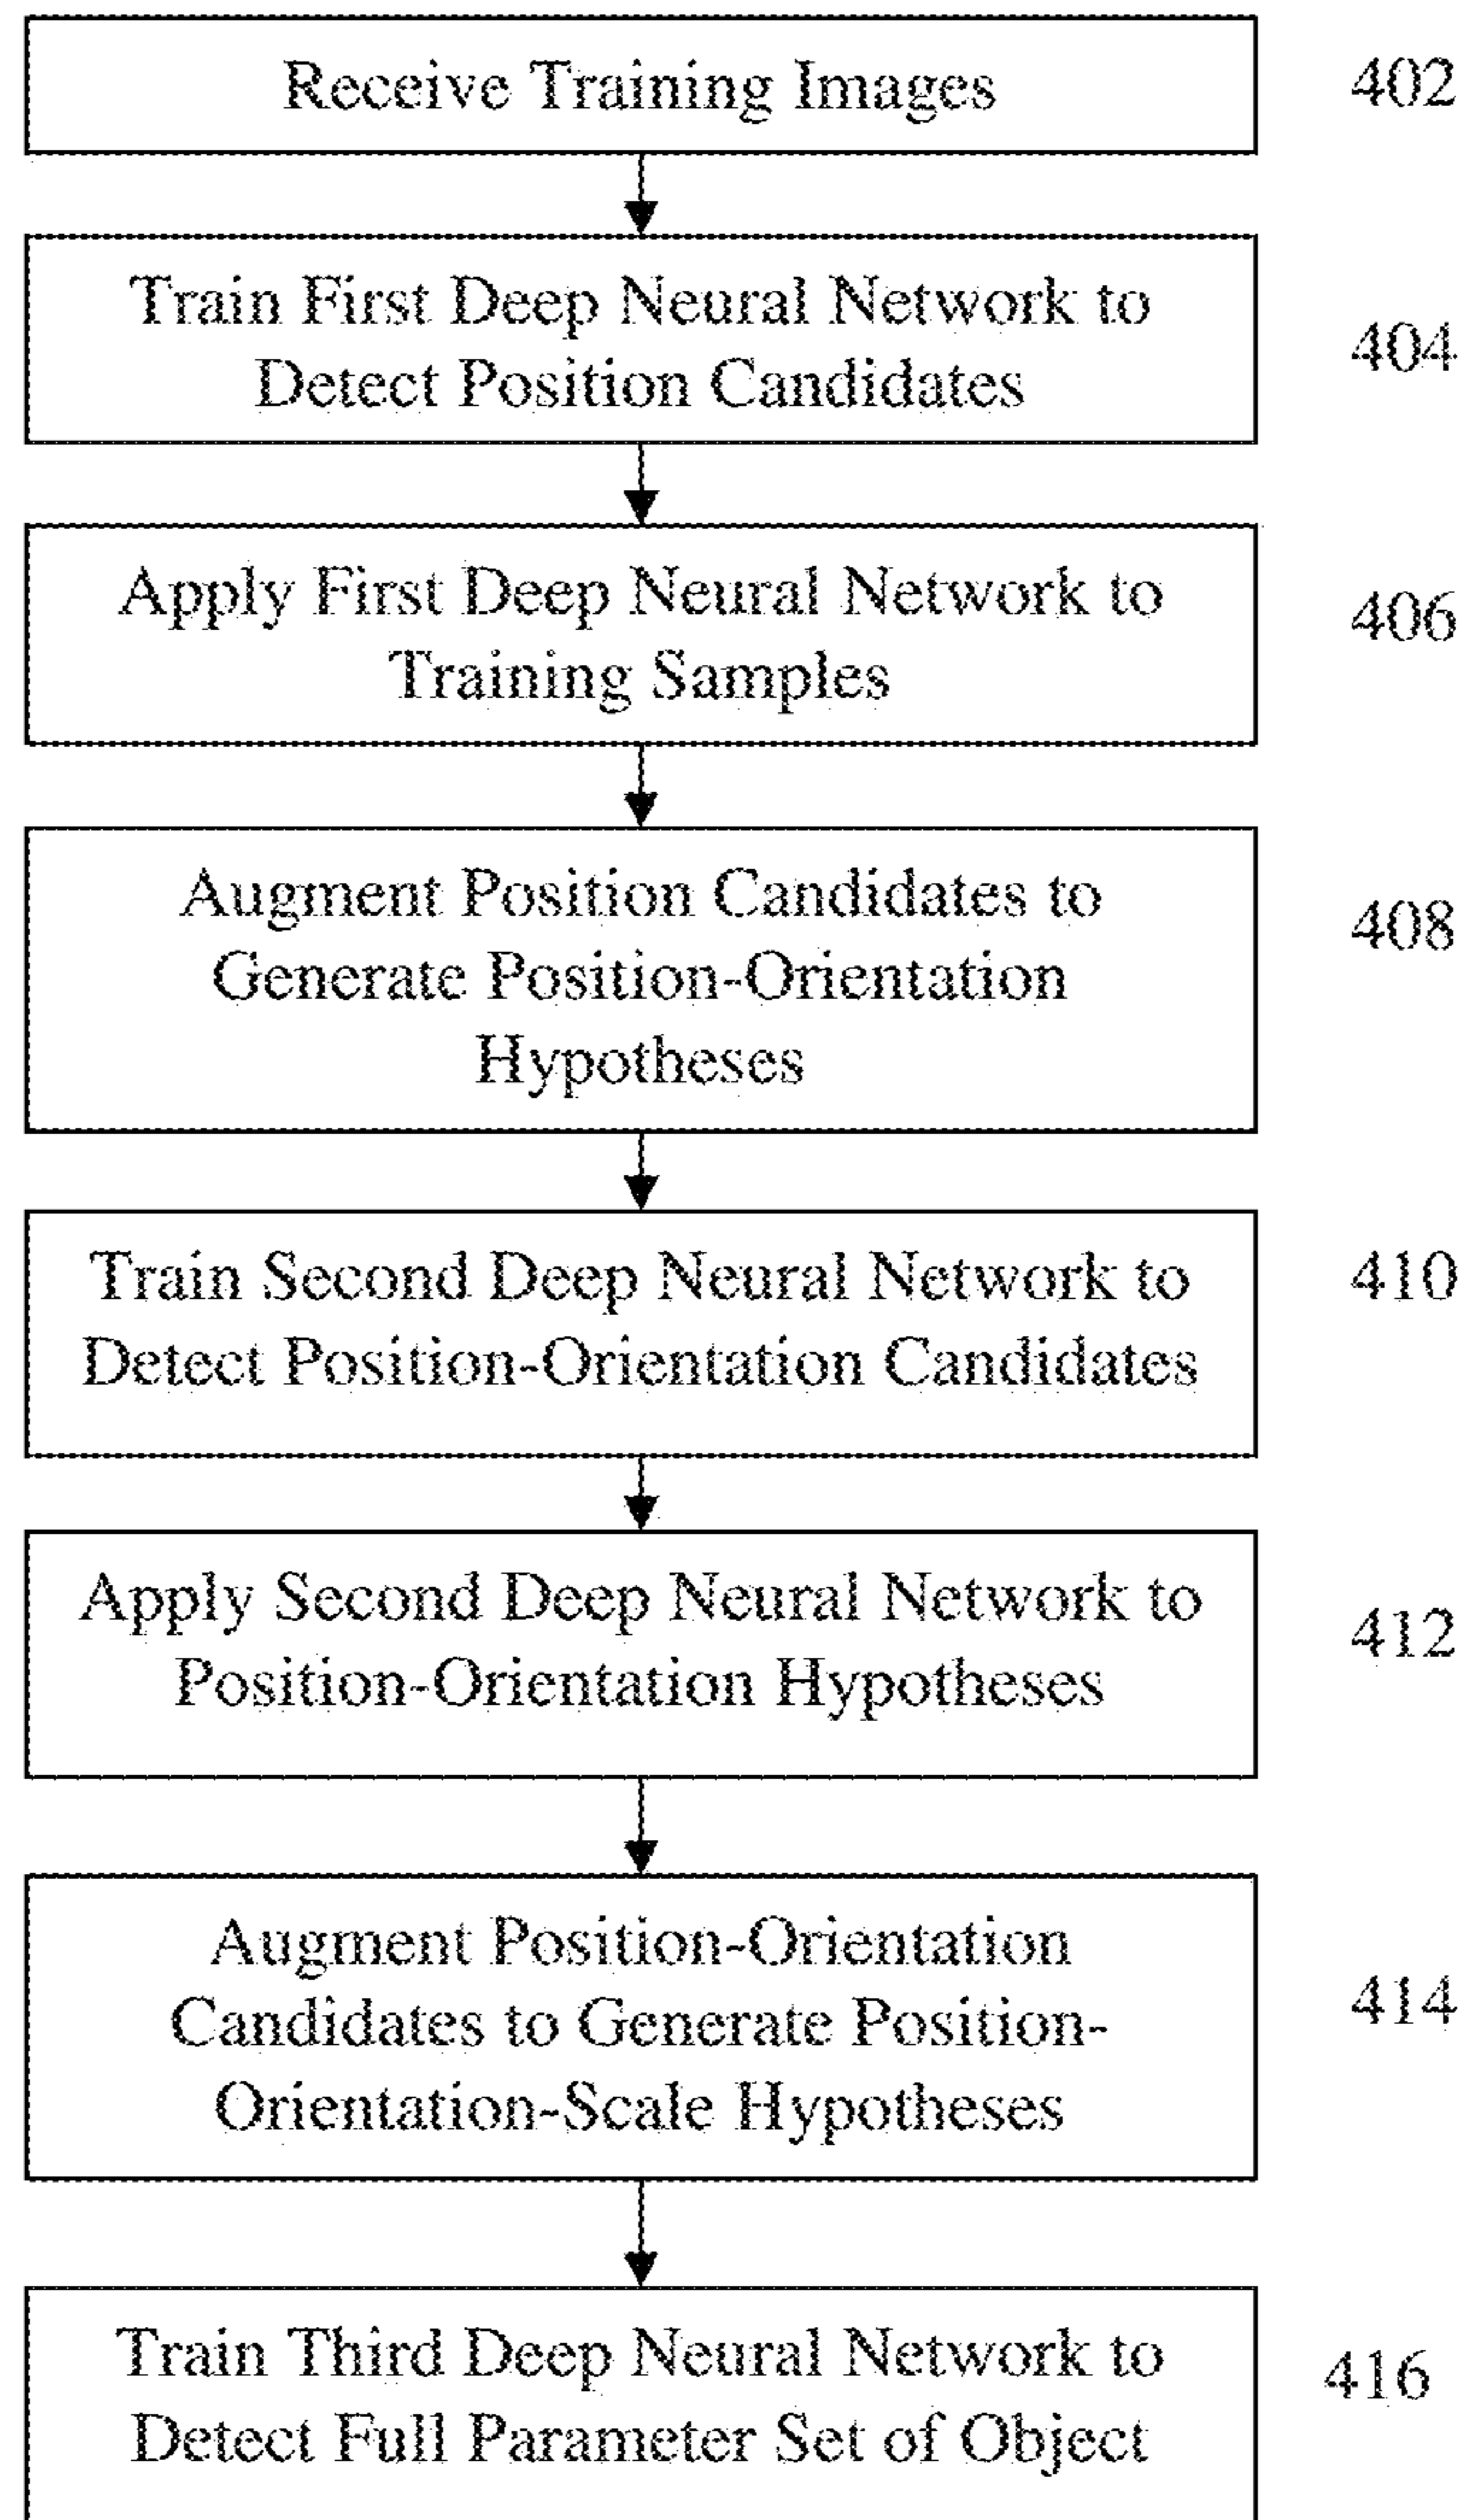 Receive Training Images
402
Train First Deep Neural Network to
Detect Position Candidates
404
Apply First Deep Neural Network to
Training Samples
406
Augment Position Candidates to
Generate Position-Orientation
Hypotheses
408
Train Second Deep Neural Network to
Detect Position-Orientation Candidates
410
Apply Second Deep Neural Network to
Position-Orientation Hypotheses
412
Augment Position-Orientation
Candidates to Generate Position-
Orientation-Scale Hypotheses
414
Train Third Deep Neural Network to
Detect Full Parameter Set of Object
416